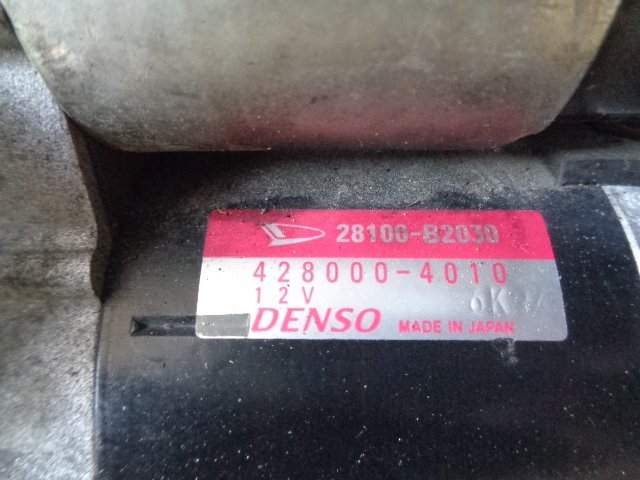 28100-B2030
428000-4010
12V
DENSO MADE IN JAPAN